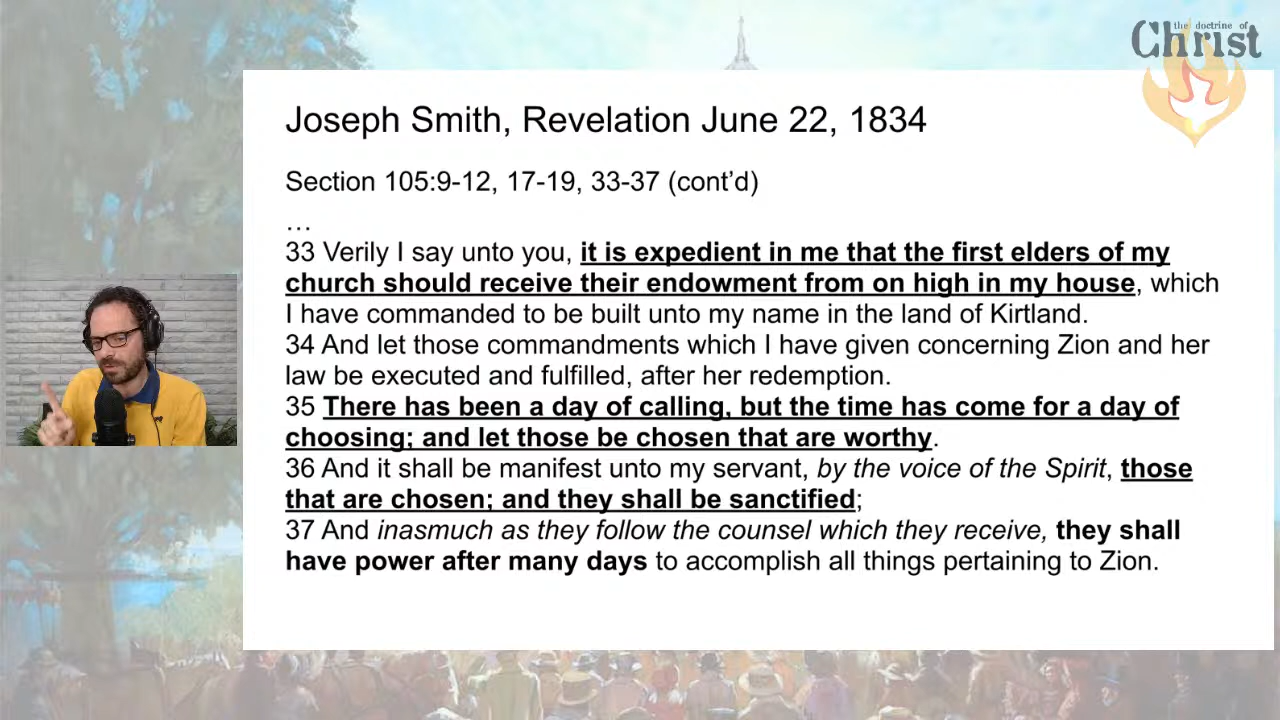 the doctrine of
Christ
Joseph Smith, Revelation June 22, 1834
Section 105:9-12, 17-19, 33-37 (cont’d)
…
33 Verily I say unto you, it is expedient in me that the first elders of my
church should receive their endowment from on high in my house, which
I have commanded to be built unto my name in the land of Kirtland.
34 And let those commandments which I have given concerning Zion and her
law be executed and fulfilled, after her redemption.
35 There has been a day of calling, but the time has come for a day of
choosing; and let those be chosen that are worthy.
36 And it shall be manifest unto my servant, by the voice of the Spirit, those
that are chosen; and they shall be sanctified;
37 And inasmuch as they follow the counsel which they receive, they shall
have power after many days to accomplish all things pertaining to Zion.